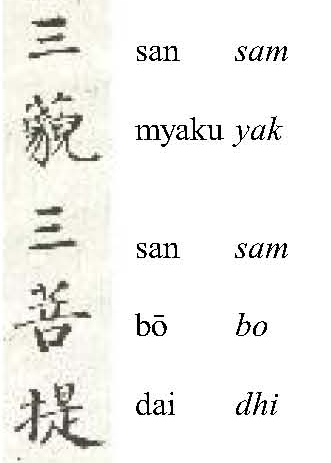 三 san sam
藐 myaku yak
三 san sam
菩 bō bo
提 dai dhi